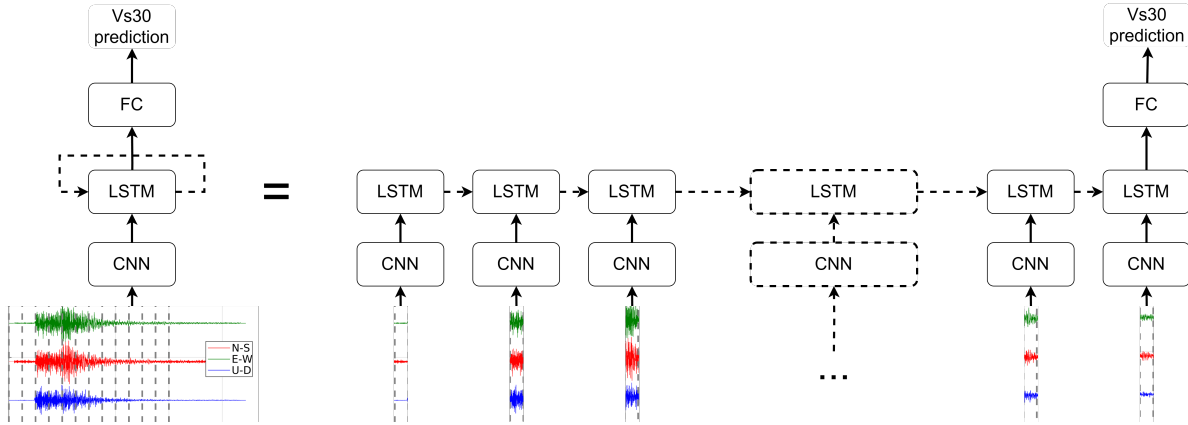 Vs30
prediction
Vs30
prediction
FC
FC
LSTM
=
LSTM
LSTM
LSTM
LSTM
LSTM
LSTM
CNN
CNN
CNN
CNN
CNN
CNN
CNN
N-S
E-W
U-D
...